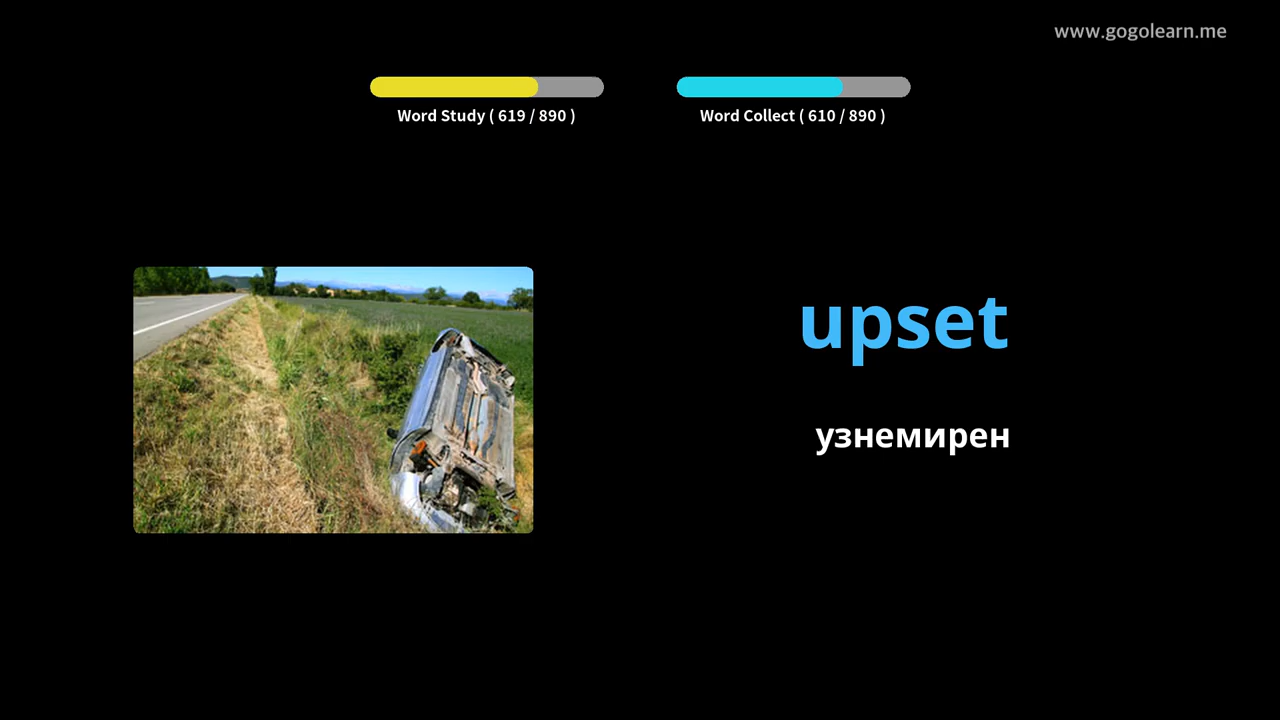 www.gogolearn.me
Word Study ( 619 / 890 )
Word Collect ( 610 / 890 )
upset
узнемирен